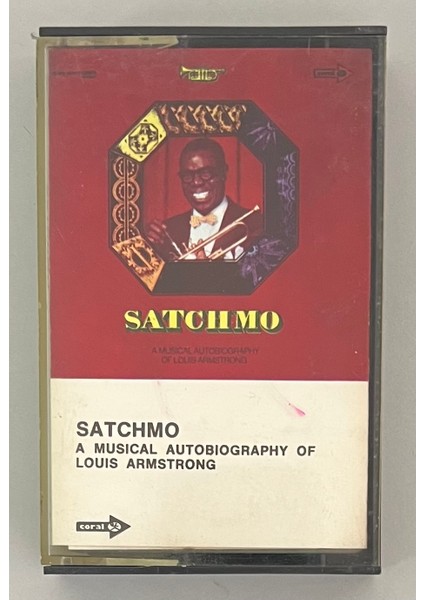 SATCHMO
A MUSICAL AUTOBIOGRAPHY
OF LOUIS ARMSTRONG
SATCHMO
A MUSICAL AUTOBIOGRAPHY OF
LOUIS ARMSTRONG
coral